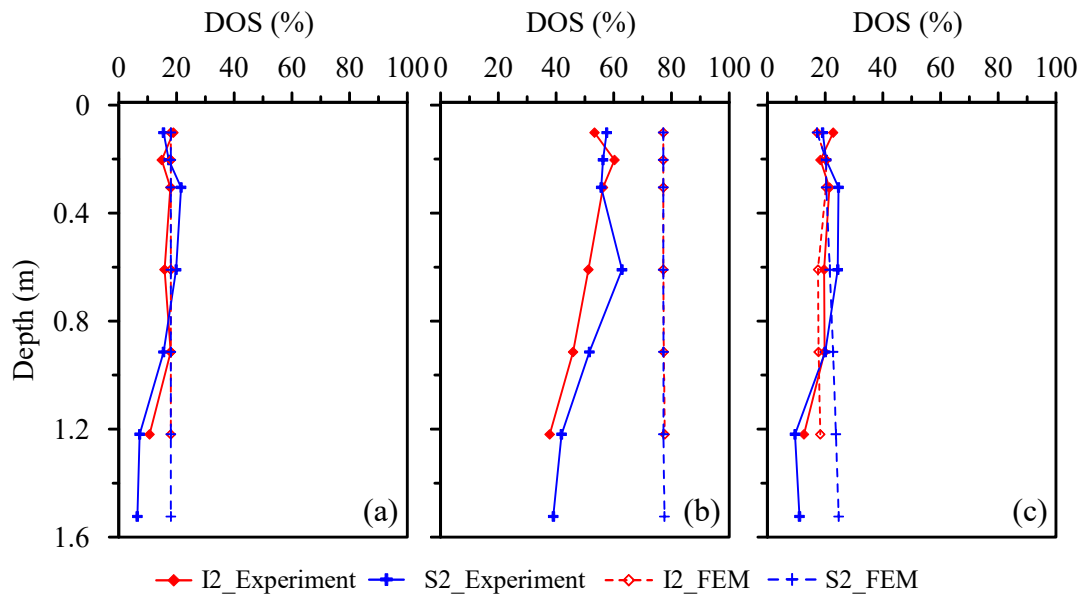 DOS (%) DOS (%) DOS (%)
0 20 40 60 80 100 0 20 40 60 80 100 0 20 40 60 80 100
0
0.4
0.8
1.2
1.6
Depth (m)
(a) (b) (c)
I2_Experiment S2_Experiment I2_FEM S2_FEM